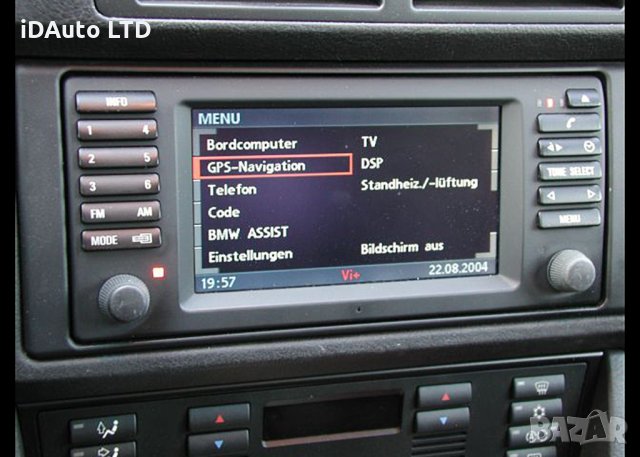 iDAuto LTD
INFO
1 4
2 5
3 6
FM AM
MODE
MENU
Bordcomputer TV
GPS-Navigation DSP
Telefon Standheiz./-lüftung
Code
BMW ASSIST
Einstellungen Bildschirm aus
19:57 Vi+ 22.08.2004
TONE SELECT
MENU
BAZAR
.bg